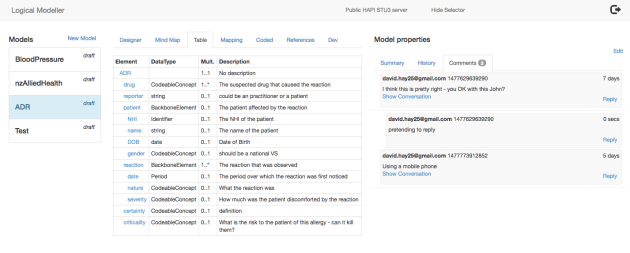 Logical Modeller
Public HAPI STU3 server
Hide Selector
Models
New Model
BloodPressure draft
nzAlliedHealth draft
ADR draft
Test draft
Designer Mind Map Table Mapping Coded References Dev
Element DataType Mult. Description
ADR 1..1 No description
drug CodeableConcept 1..* The suspected drug that caused the reaction
reporter string 0..1 could be an practitioner or a patient
patient BackboneElement 1..1 The patient affected by the reaction
NHI Identifier 0..1 The NHI of the patient
name string 0..1 The name of the patient
DOB date 0..1 Date of Birth
gender CodeableConcept 0..1 should be a national VS
reaction BackboneElement 1..* The reaction that was observed
date Period 0..1 The period over which the reaction was first noticed
nature CodeableConcept 0..1 What the reaction was
severity CodeableConcept 0..1 How much was the patient discomforted by the reaction
certainty CodeableConcept 0..1 definition
criticality CodeableConcept 0..1 What is the risk to the patient of this allergy - can it kill
them?
Model properties
Edit
Summary History Comments 3
david.hay25@gmail.com 1477629639290 7 days
I think this is pretty right - you OK with this John?
Show Conversation
Reply
david.hay25@gmail.com 1477629639290 0 secs
pretending to reply
Reply
david.hay25@gmail.com 1477773912852 5 days
Using a mobile phone
Show Conversation
Reply